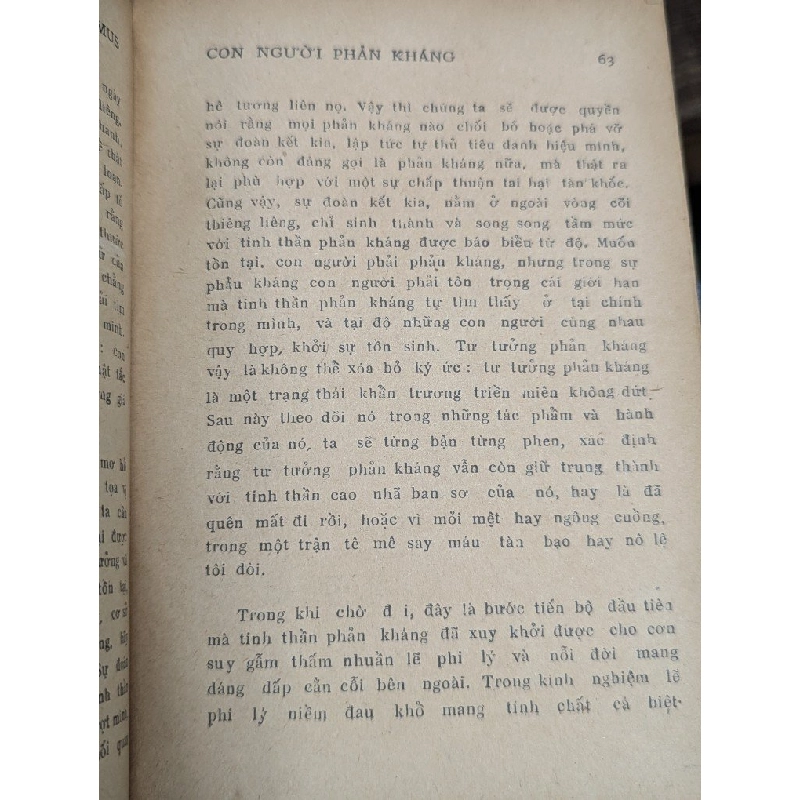 MUS
CON NGƯỜI PHẢN KHÁNG 63
hê tương liên nọ. Vậy thì chúng ta sẽ được quyền
nói rằng mọi phản kháng nào chối bỏ hoặc phá vỡ
sự đoàn kết kia, lập tức tự thủ tiêu danh hiệu mình,
không còn đáng gọi là phản kháng nữa, mà thật ra
lại phù hợp với một sự chấp thuận tai hại tàn khốc.
Cũng vậy, sự đoàn kết kia, nằm ở ngoài vòng cõi
thiêng liêng, chỉ sinh thành và song song tầm mức
với tinh thần phản kháng được báo biểu từ độ. Muốn
tồn tại, con người phải phản kháng, nhưng trong sự
phẫu kháng con người phải tôn trọng cái giới hạn
mà tinh thần phản kháng tự tìm thấy ở tại chính
trong mình, và tại độ những con người cùng nhau
quy hợp, khởi sự tồn sinh. Tư tưởng phản kháng
vậy là không thể xóa bỏ ký ức : tư tưởng phản kháng
là một trạng thái khẩn trương triền miên không dứt.
Sau này theo dõi nó trong những tác phẩm và hành
động của nó, ta sẽ từng bận từng phen, xác định
rằng tư tưởng phản kháng vẫn còn giữ trung thành
với tinh thần cao nhã ban sơ của nó, hay là đã
quên mất đi rồi, hoặc vì mỏi mệt hay ngông cuồng,
trong một trận tê mê say máu tàn bạo hay nô lệ
tôi đòi.
Trong khi chờ đ i, đây là bước tiến bộ đầu tiên
mà tinh thần phản kháng đã xuy khởi được cho cơn
suy gẫm thấm nhuần lẽ phi lý và nỗi đời mang
dáng dấp cằn cỗi bên ngoài. Trong kinh nghiệm lẽ
phi lý niềm đau khổ mang tính chất cá biệt.